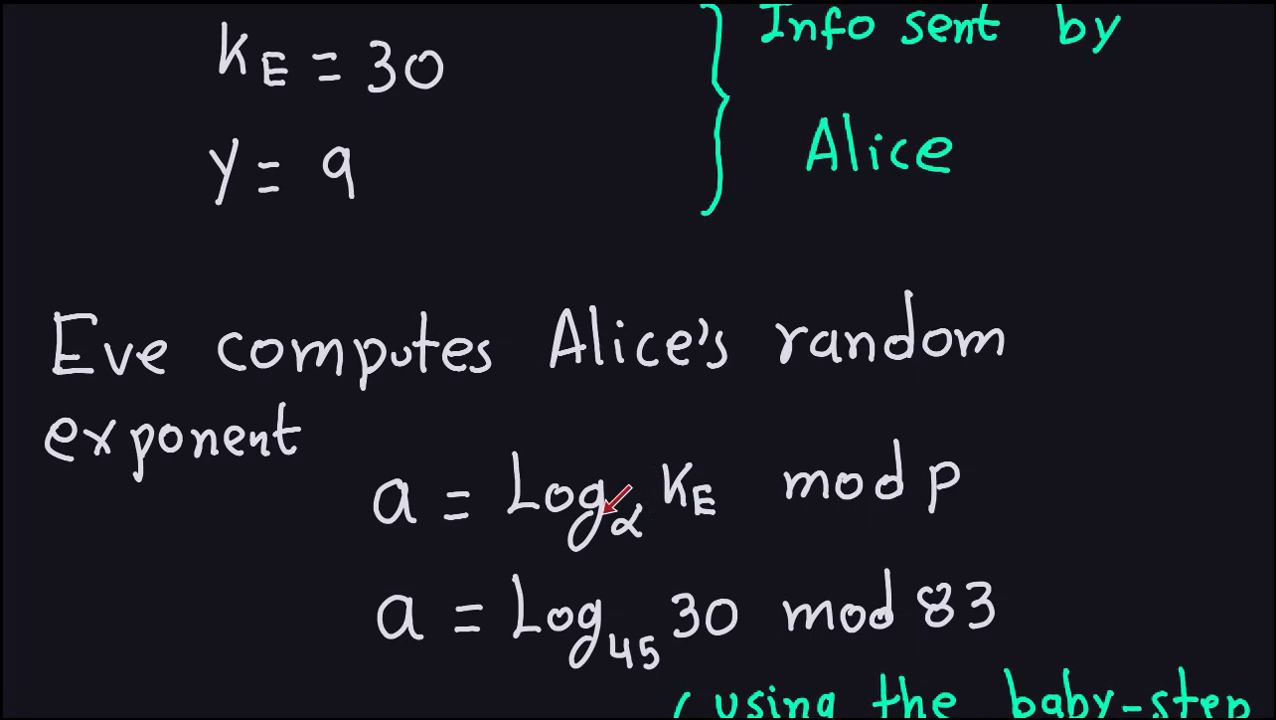 k_E = 30
Info sent by
y = 9
Alice
Eve computes Alice's random
exponent
a = Log_α k_E mod p
a = Log_45 30 mod 83
(using the baby-step